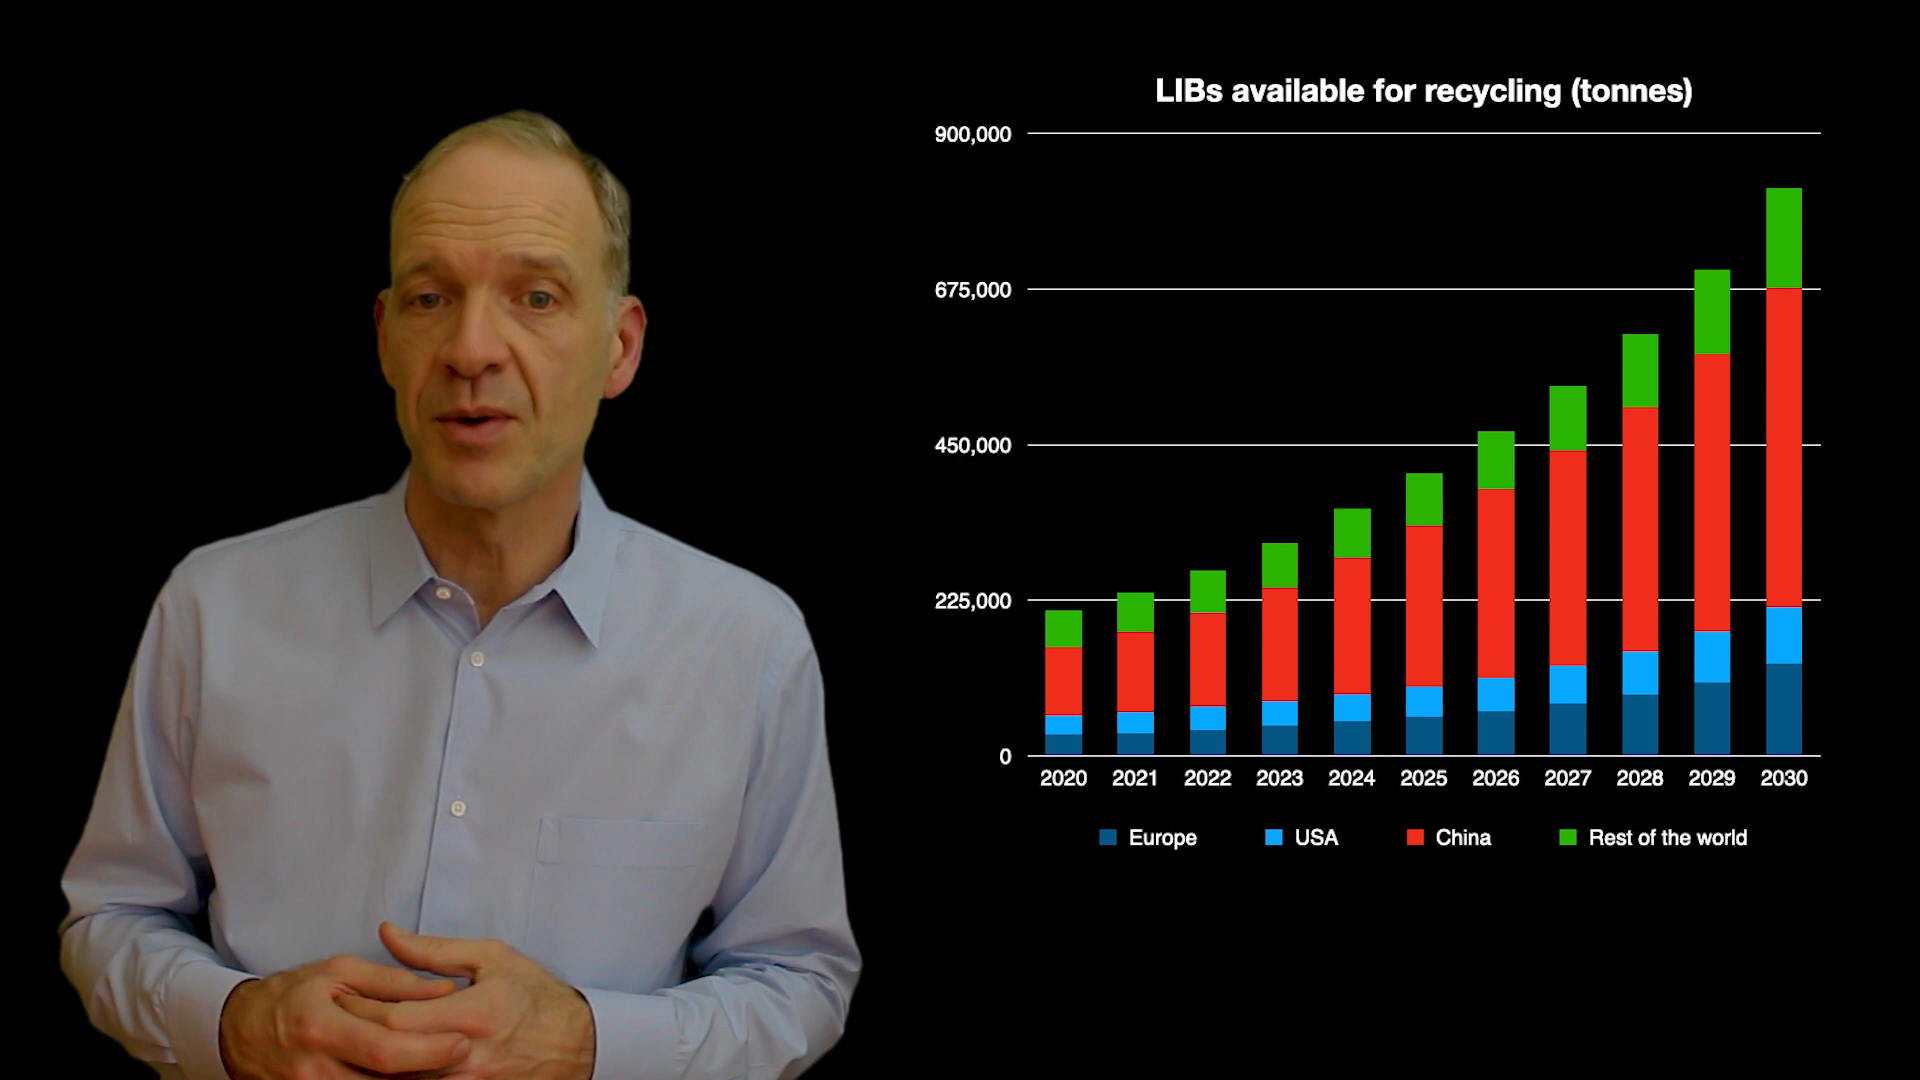 LIBs available for recycling (tonnes)
900,000
675,000
450,000
225,000
0
2020 2021 2022 2023 2024 2025 2026 2027 2028 2029 2030
Europe USA China Rest of the world